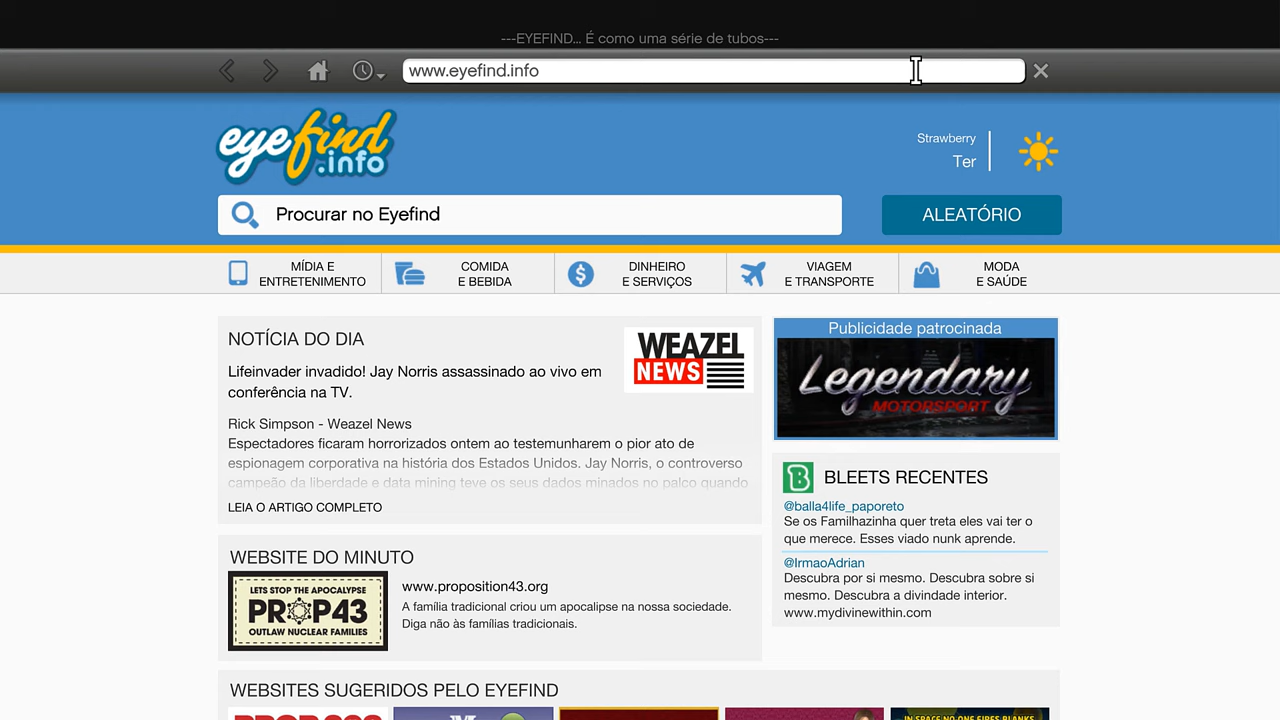 ---EYEFIND... É como uma série de tubos---
www.eyefind.info
eyefind
.info
Strawberry
Ter
Procurar no Eyefind
ALEATÓRIO
MÍDIA E
ENTRETENIMENTO
COMIDA
E BEBIDA
DINHEIRO
E SERVIÇOS
VIAGEM
E TRANSPORTE
MODA
E SAÚDE
NOTÍCIA DO DIA
WEAZEL
NEWS
Lifeinvader invadido! Jay Norris assassinado ao vivo em
conferência na TV.
Rick Simpson - Weazel News
Espectadores ficaram horrorizados ontem ao testemunharem o pior ato de
espionagem corporativa na história dos Estados Unidos. Jay Norris, o controverso
campeão da liberdade e data mining teve os seus dados minados no palco quando
LEIA O ARTIGO COMPLETO
Publicidade patrocinada
Legendary
MOTORSPORT
BLEETS RECENTES
@balla4life_paporeto
Se os Familhazinha quer treta eles vai ter o
que merece. Esses viado nunk aprende.
@IrmaoAdrian
Descubra por si mesmo. Descubra sobre si
mesmo. Descubra a divindade interior.
www.mydivinewithin.com
WEBSITE DO MINUTO
LETS STOP THE APOCALYPSE
PROP43
OUTLAW NUCLEAR FAMILIES
www.proposition43.org
A família tradicional criou um apocalipse na nossa sociedade.
Diga não às famílias tradicionais.
WEBSITES SUGERIDOS PELO EYEFIND
IN SPACE NO-ONE FIRES BLANKS